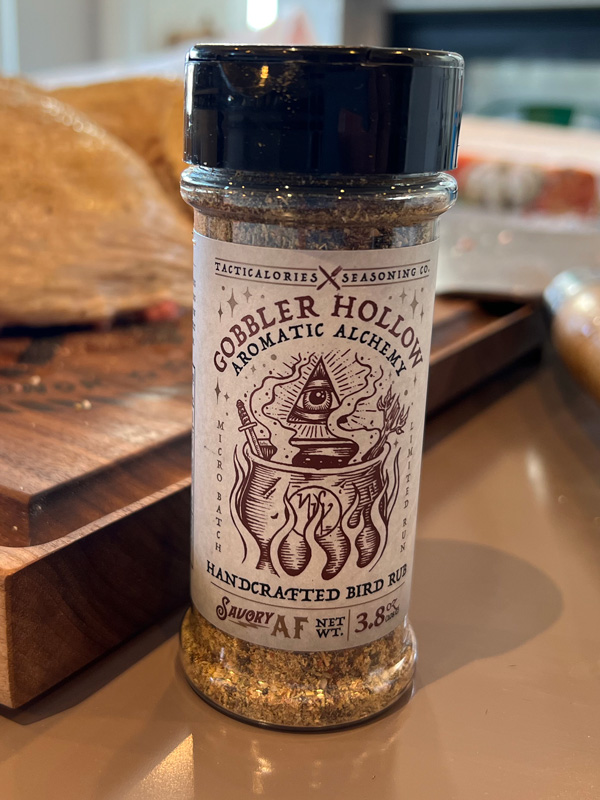 TACTICALORIES X SEASONING CO.
GOBBLER HOLLOW
AROMATIC ALCHEMY
MICRO BATCH
LIMITED RUN
HANDCRAFTED BIRD RUB
SAVORY AF
NET WT.
3.8 OZ